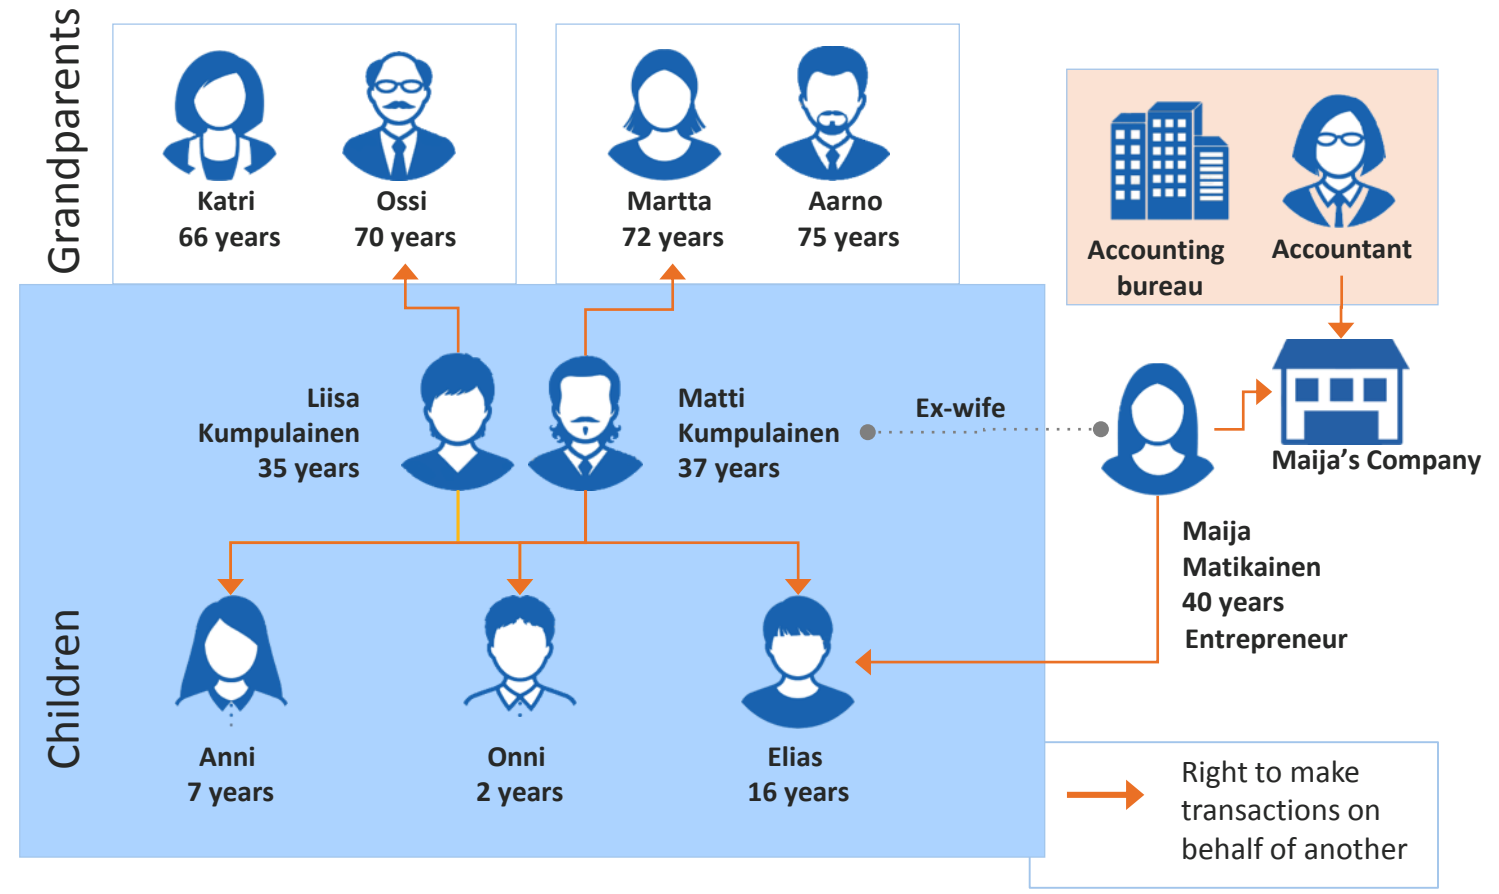 Grandparents
Katri
66 years
Ossi
70 years
Martta
72 years
Aarno
75 years
Accounting
bureau
Accountant
Liisa
Kumpulainen
35 years
Matti
Kumpulainen
37 years
Ex-wife
Maija's Company
Maija
Matikainen
40 years
Entrepreneur
Children
Anni
7 years
Onni
2 years
Elias
16 years
Right to make
transactions on
behalf of another